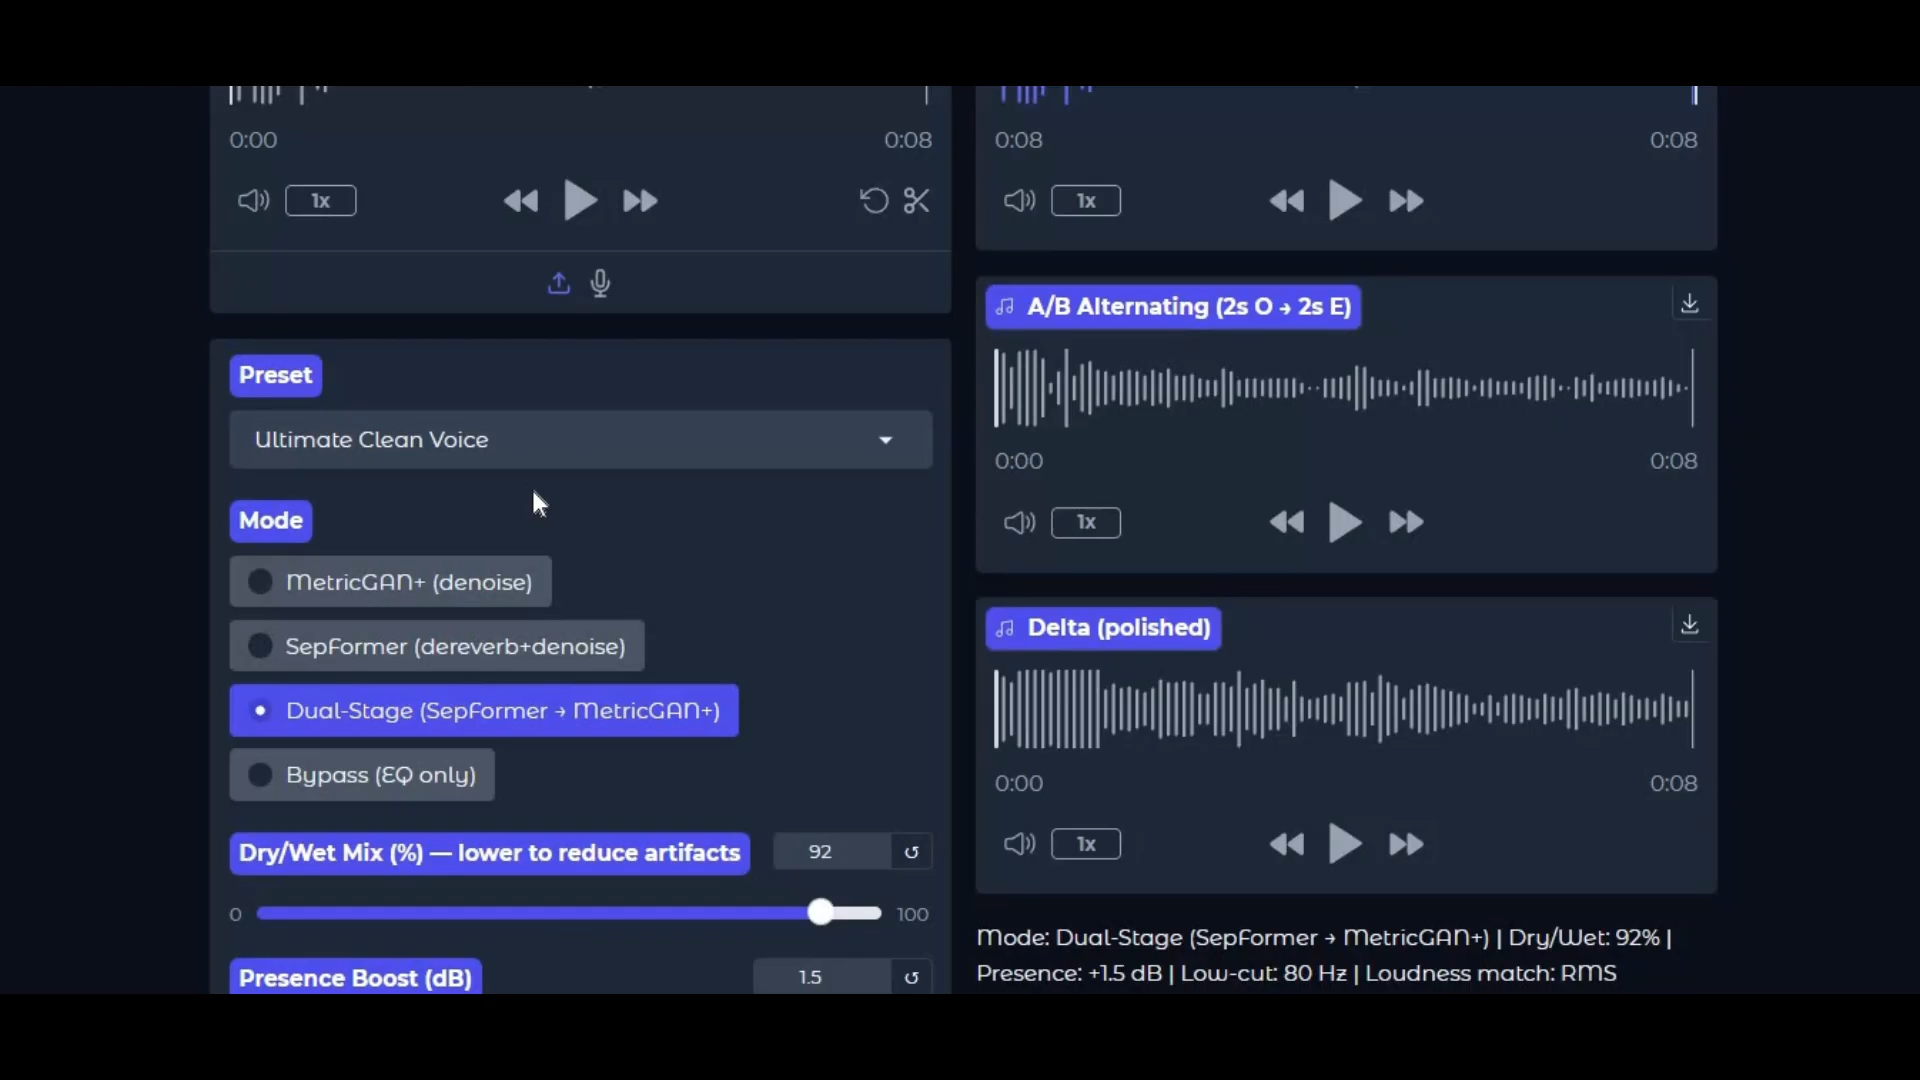 0:00 0:08
1x
Preset
Ultimate Clean Voice
Mode
MetricGAN+ (denoise)
SepFormer (dereverb+denoise)
Dual-Stage (SepFormer → MetricGAN+)
Bypass (EQ only)
Dry/Wet Mix (%) — lower to reduce artifacts 92 ↺
0 100
Presence Boost (dB) 1.5 ↺
0:08 0:08
1x
A/B Alternating (2s O → 2s E)
0:00 0:08
1x
Delta (polished)
0:00 0:08
1x
Mode: Dual-Stage (SepFormer → MetricGAN+) | Dry/Wet: 92% |
Presence: +1.5 dB | Low-cut: 80 Hz | Loudness match: RMS